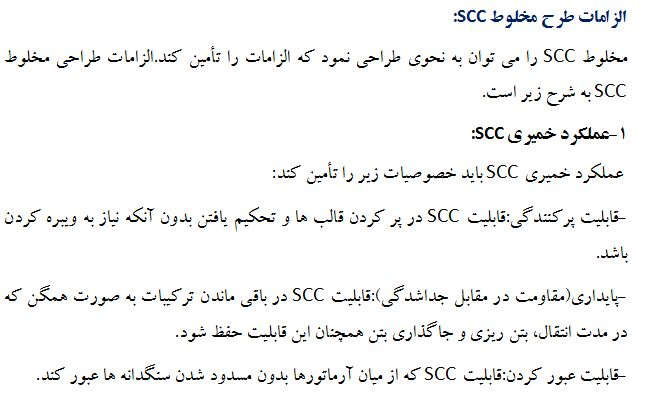 الزامات طرح مخلوط SCC:
مخلوط SCC را می توان به نحوی طراحی نمود که الزامات را تأمین کند.الزامات طراحی مخلوط
SCC به شرح زیر است.
۱-عملکرد خمیری SCC:
عملکرد خمیری SCC باید خصوصیات زیر را تأمین کند:
-قابلیت پرکنندگی:قابلیت SCC در پر کردن قالب ها و تحکیم یافتن بدون آنکه نیاز به ویبره کردن
باشد.
-پایداری(مقاومت در مقابل جداشدگی):قابلیت SCC در باقی ماندن ترکیبات به صورت همگن که
در مدت انتقال، بتن ریزی و جاگذاری بتن همچنان این قابلیت حفظ شود.
-قابلیت عبور کردن:قابلیت SCC که از میان آرماتورها بدون مسدود شدن سنگدانه ها عبور کند.